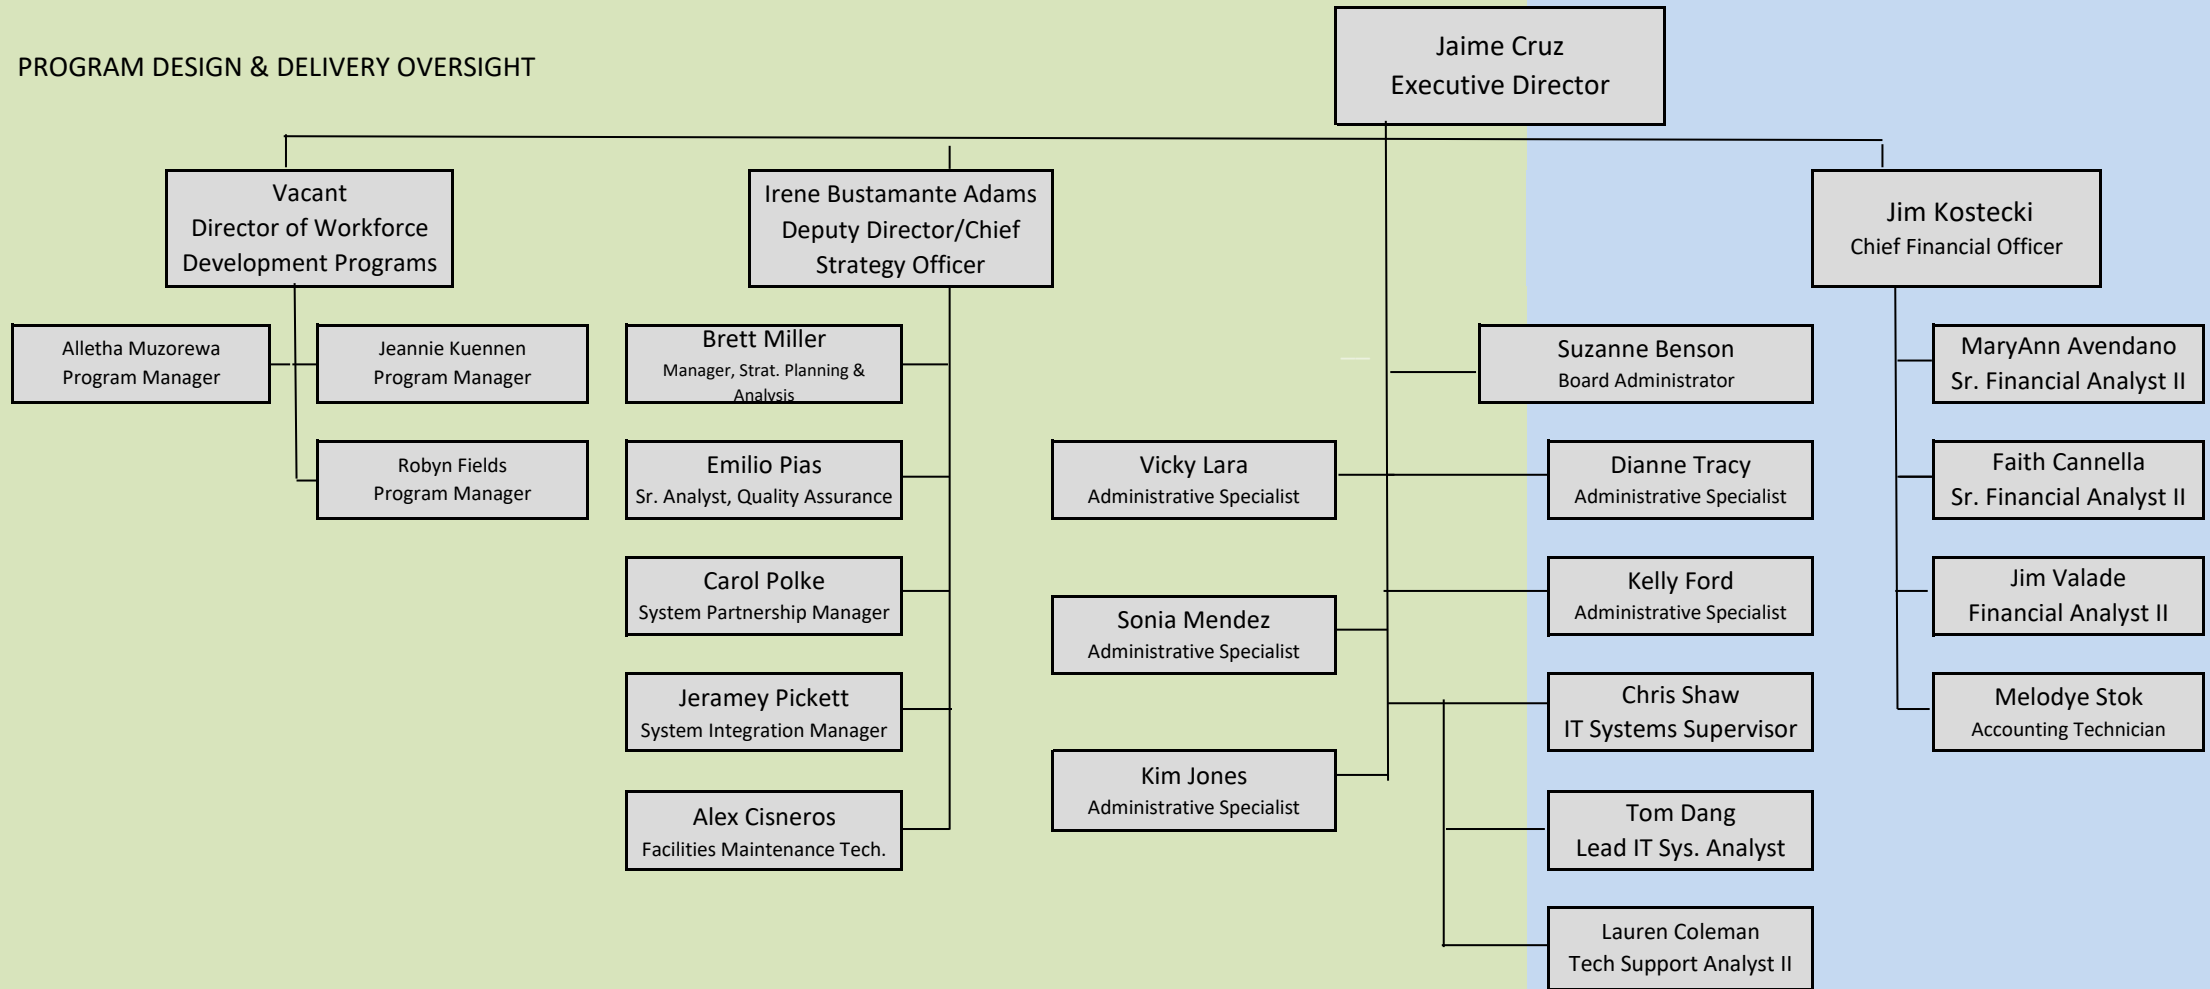 PROGRAM DESIGN & DELIVERY OVERSIGHT
Jaime Cruz
Executive Director
Vacant
Director of Workforce
Development Programs
Irene Bustamante Adams
Deputy Director/Chief
Strategy Officer
Jim Kostecki
Chief Financial Officer
Alletha Muzorewa
Program Manager
Jeannie Kuennen
Program Manager
Robyn Fields
Program Manager
Brett Miller
Manager, Strat. Planning &
Analysis
Emilio Pias
Sr. Analyst, Quality Assurance
Carol Polke
System Partnership Manager
Jeramey Pickett
System Integration Manager
Alex Cisneros
Facilities Maintenance Tech.
Suzanne Benson
Board Administrator
Vicky Lara
Administrative Specialist
Dianne Tracy
Administrative Specialist
Sonia Mendez
Administrative Specialist
Kelly Ford
Administrative Specialist
Kim Jones
Administrative Specialist
Chris Shaw
IT Systems Supervisor
Tom Dang
Lead IT Sys. Analyst
Lauren Coleman
Tech Support Analyst II
MaryAnn Avendano
Sr. Financial Analyst II
Faith Cannella
Sr. Financial Analyst II
Jim Valade
Financial Analyst II
Melodye Stok
Accounting Technician